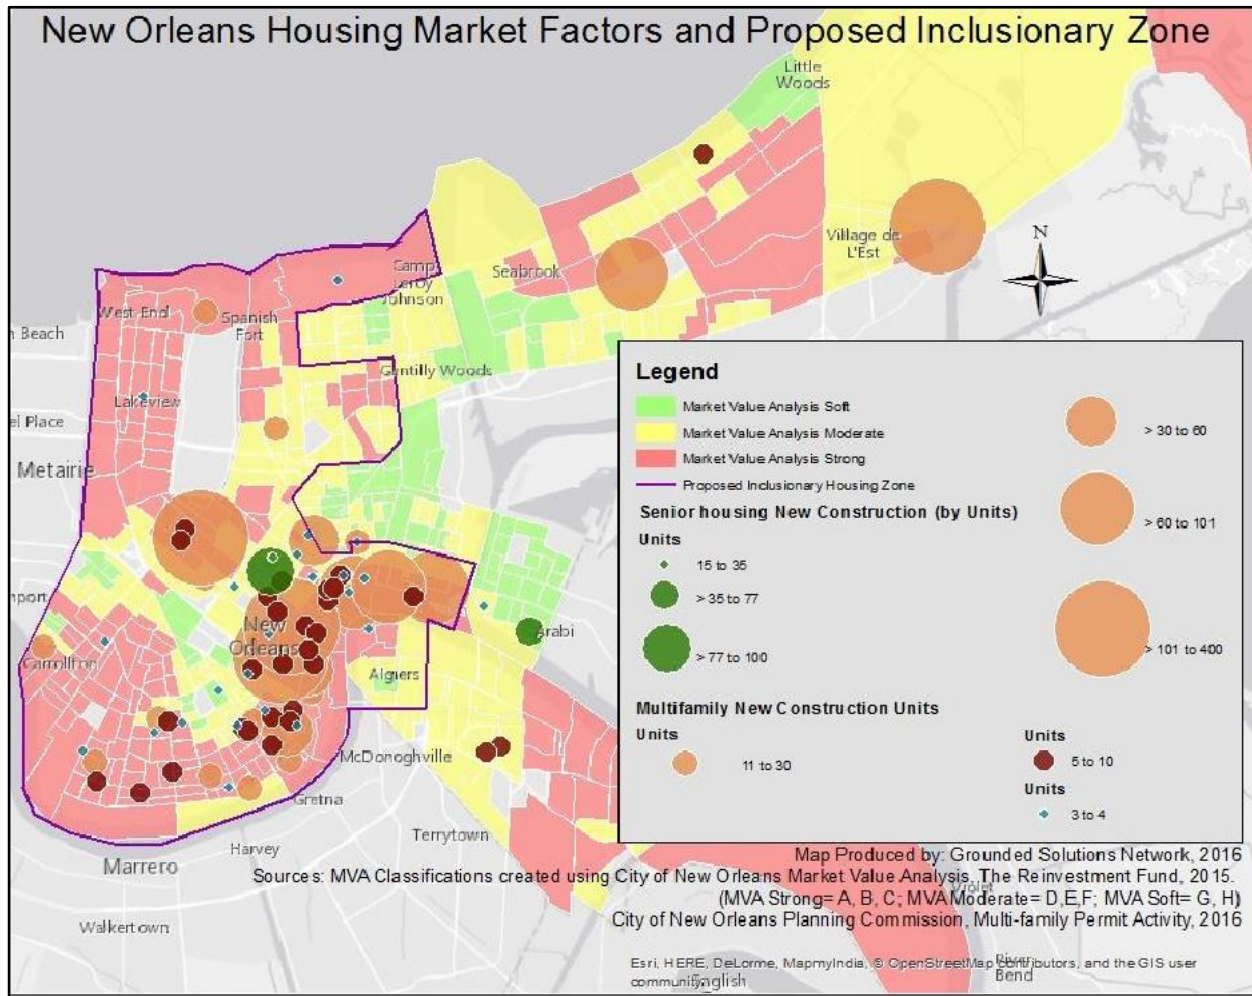 New Orleans Housing Market Factors and Proposed Inclusionary Zone
Little
Woods
Village de
L'Est
N
Camp
Leroy
Johnson
Seabrook
West End
Spanish
Fort
Beach
Gentilly Woods
Lakeview
el Place
Metairie
New
Orleans
Arabi
Carrollton
Algiers
McDonoghville
Gretna
Terrytown
Harvey
Marrero
Walkertown
Legend
Market Value Analysis Soft
Market Value Analysis Moderate
Market Value Analysis Strong
Proposed Inclusionary Housing Zone
Senior housing New Construction (by Units)
Units
15 to 35
> 35 to 77
> 77 to 100
Multifamily New Construction Units
Units
11 to 30
> 30 to 60
> 60 to 101
> 101 to 400
Units
5 to 10
Units
3 to 4
Map Produced by: Grounded Solutions Network, 2016
Sources: MVA Classifications created using City of New Orleans Market Value Analysis, The Reinvestment Fund, 2015.
(MVA Strong= A, B, C; MVA Moderate= D,E,F; MVA Soft= G, H)
City of New Orleans Planning Commission, Multi-family Permit Activity, 2016
Violet
Esri, HERE, DeLorme, MapmyIndia, © OpenStreetMap contributors, and the GIS user
community
River
Bend
English